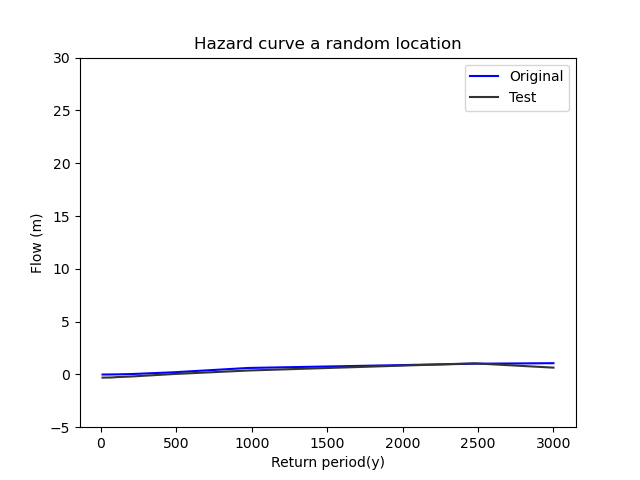 Hazard curve a random location
Original
Test
Flow (m)
30
25
20
15
10
5
0
−5
0 500 1000 1500 2000 2500 3000
Return period(y)